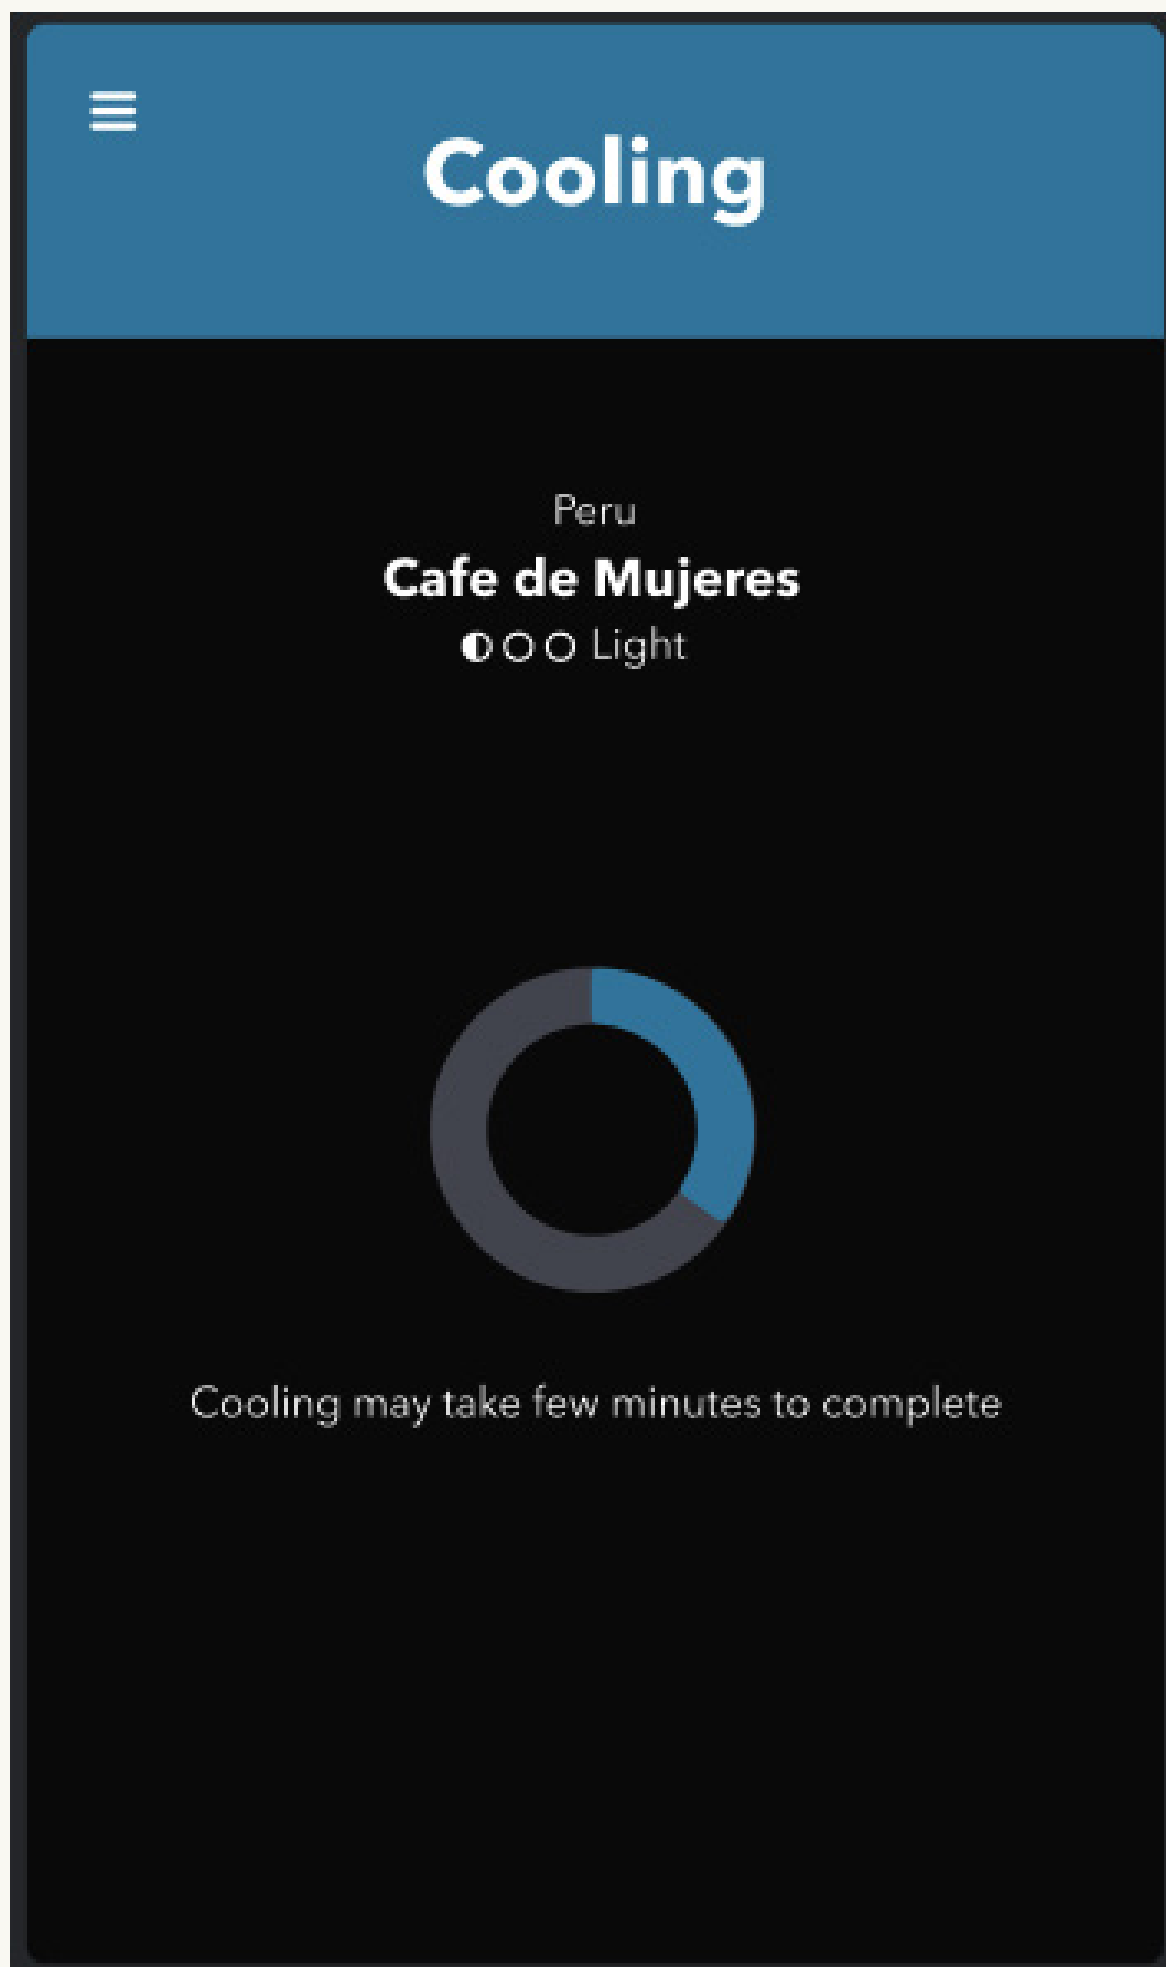 Cooling
Peru
Cafe de Mujeres
Light
Cooling may take few minutes to complete